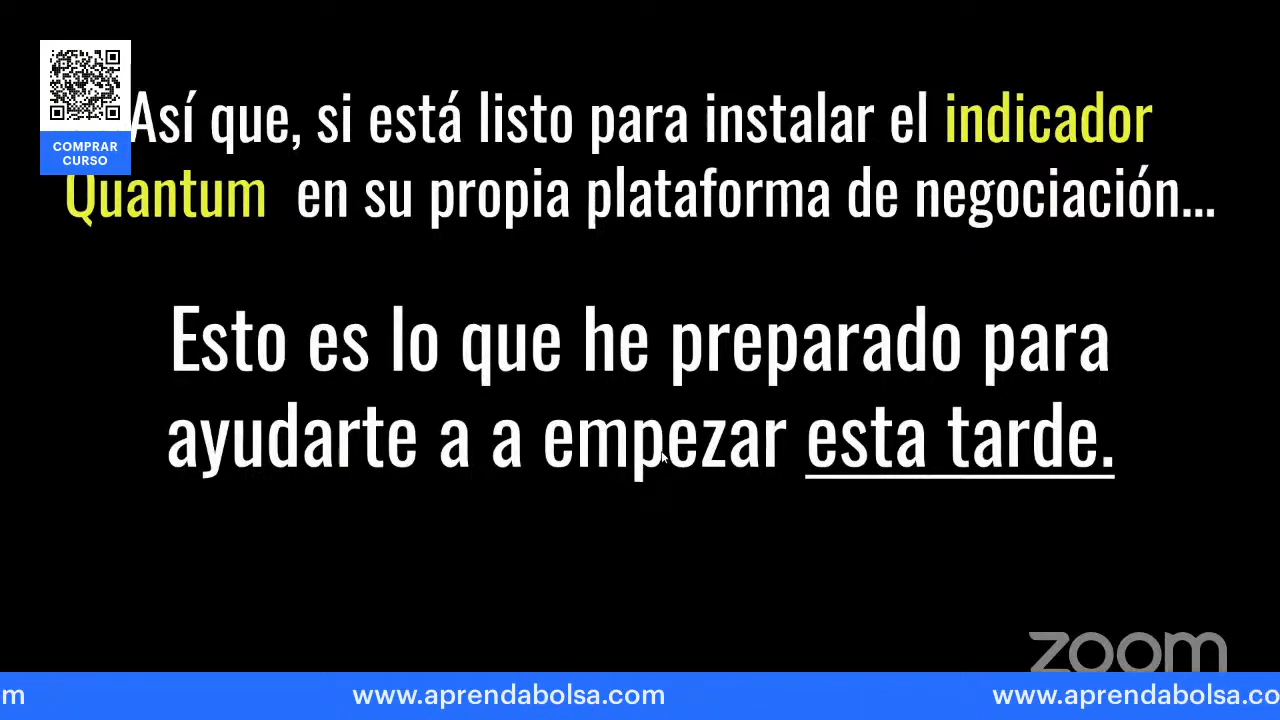 Así que, si está listo para instalar el indicador
COMPRAR
CURSO
Quantum en su propia plataforma de negociación...
Esto es lo que he preparado para
ayudarte a a empezar esta tarde.
zoom
m www.aprendabolsa.com www.aprendabolsa.co